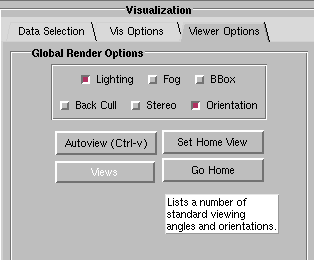 Visualization
Data Selection Vis Options Viewer Options
Global Render Options
Lighting Fog BBox
Back Cull Stereo Orientation
Autoview (Ctrl-v) Set Home View
Views Go Home
Lists a number of
standard viewing
angles and orientations.